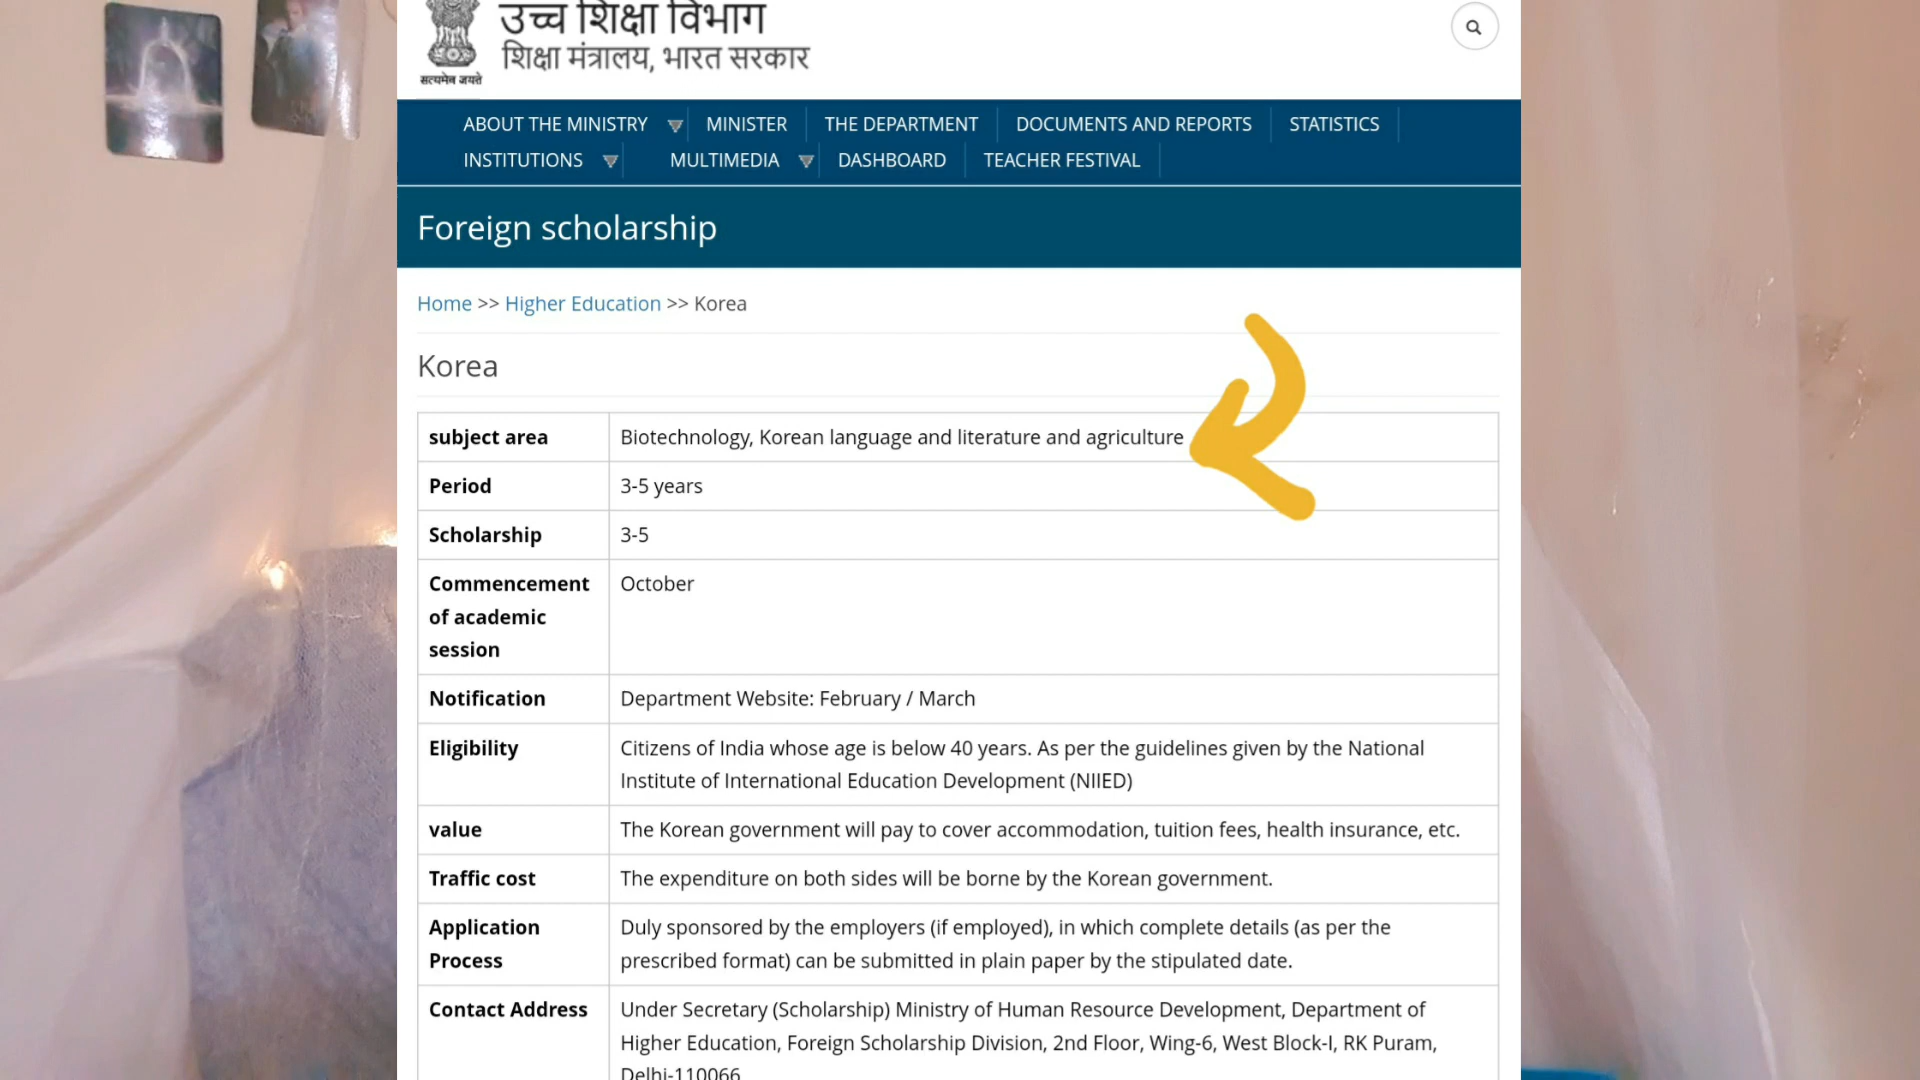 उच्च शिक्षा विभाग
शिक्षा मंत्रालय, भारत सरकार
सत्यमेव जयते
ABOUT THE MINISTRY MINISTER THE DEPARTMENT DOCUMENTS AND REPORTS STATISTICS
INSTITUTIONS MULTIMEDIA DASHBOARD TEACHER FESTIVAL
Foreign scholarship
Home >> Higher Education >> Korea
Korea
subject area Biotechnology, Korean language and literature and agriculture
Period 3-5 years
Scholarship 3-5
Commencement of academic session October
Notification Department Website: February / March
Eligibility Citizens of India whose age is below 40 years. As per the guidelines given by the National
Institute of International Education Development (NIIED)
value The Korean government will pay to cover accommodation, tuition fees, health insurance, etc.
Traffic cost The expenditure on both sides will be borne by the Korean government.
Application Process Duly sponsored by the employers (if employed), in which complete details (as per the
prescribed format) can be submitted in plain paper by the stipulated date.
Contact Address Under Secretary (Scholarship) Ministry of Human Resource Development, Department of
Higher Education, Foreign Scholarship Division, 2nd Floor, Wing-6, West Block-I, RK Puram,
Delhi-110066